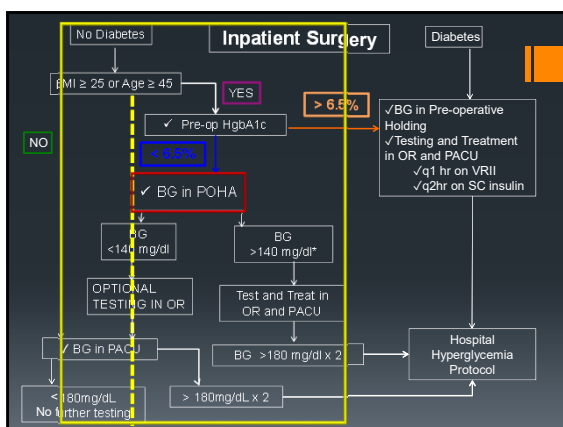 No Diabetes
Inpatient Surgery
Diabetes
BMI ≥ 25 or Age ≥ 45
YES
> 6.5%
NO
✓ Pre-op HgbA1c
✓BG in Pre-operative
Holding
✓Testing and Treatment
in OR and PACU
✓q1 hr on VRII
✓q2hr on SC insulin
< 6.5%
✓ BG in POHA
BG
<140 mg/dl
BG
>140 mg/dl*
OPTIONAL
TESTING IN OR
Test and Treat in
OR and PACU
✓ BG in PACU
BG >180 mg/dl x 2
Hospital
Hyperglycemia
Protocol
<180mg/dL
No further testing
> 180mg/dL x 2